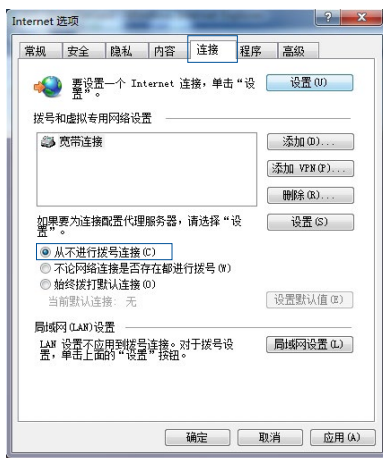 Internet 选项
常规 安全 隐私 内容 连接 程序 高级
要设置一个 Internet 连接，单击“设
置”。
设置(U)
拨号和虚拟专用网络设置
宽带连接
添加(D)...
添加 VPN(P)...
删除(R)...
如果要为连接配置代理服务器，请选择“设
置”。
设置(S)
从不进行拨号连接(C)
不论网络连接是否存在都进行拨号(W)
始终拨打默认连接(O)
当前默认连接： 无
设置默认值(E)
局域网(LAN)设置
LAN 设置不应用到拨号连接。对于拨号设
置，单击上面的“设置”按钮。
局域网设置(L)
确定 取消 应用(A)